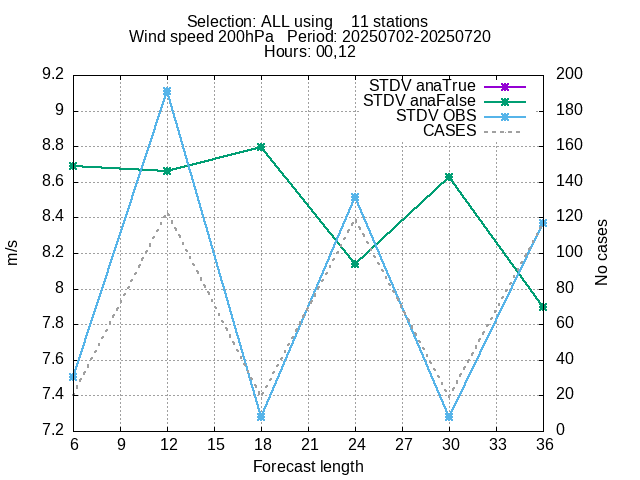 Selection: ALL using    11 stations
Wind speed 200hPa   Period: 20250702-20250720
Hours: 00,12
9.2
9
8.8
8.6
8.4
8.2
8
7.8
7.6
7.4
7.2
m/s
STDV anaTrue
STDV anaFalse
STDV OBS
CASES
200
180
160
140
120
100
80
60
40
20
0
No cases
6 9 12 15 18 21 24 27 30 33 36
Forecast length